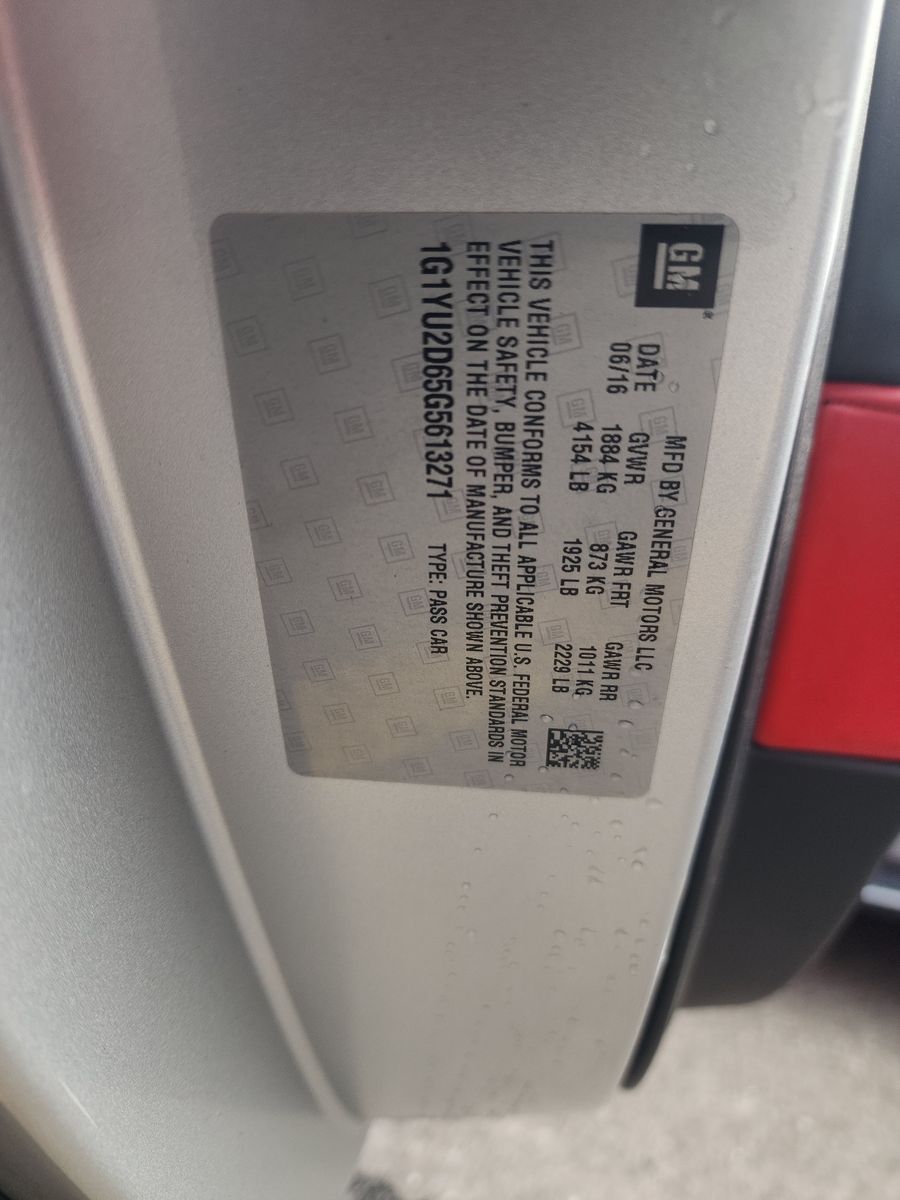 GM
MFD BY GENERAL MOTORS LLC
DATE GVWR GAWR FRT GAWR RR
06/16 1884 KG 873 KG 1011 KG
4154 LB 1925 LB 2229 LB
THIS VEHICLE CONFORMS TO ALL APPLICABLE U.S. FEDERAL MOTOR
VEHICLE SAFETY, BUMPER, AND THEFT PREVENTION STANDARDS IN
EFFECT ON THE DATE OF MANUFACTURE SHOWN ABOVE.
1G1YU2D65G5613271 TYPE: PASS CAR